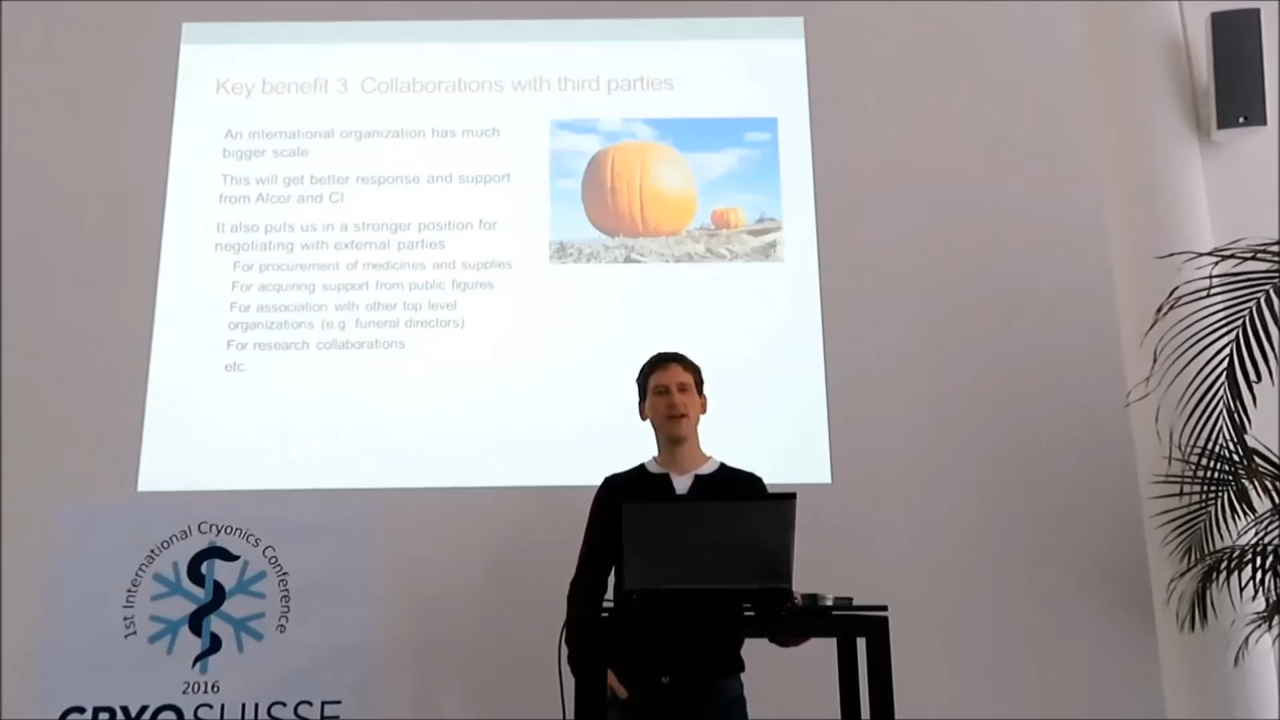 Key benefit 3 Collaborations with third parties
An international organization has much
bigger scale
This will get better response and support
from Alcor and CI
It also puts us in a stronger position for
negotiating with external parties
For procurement of medicines and supplies
For acquiring support from public figures
For association with other top level
organizations (e.g. funeral directors)
For research collaborations
etc
1st International Cryonics Conference
2016
CRYOSUISSE